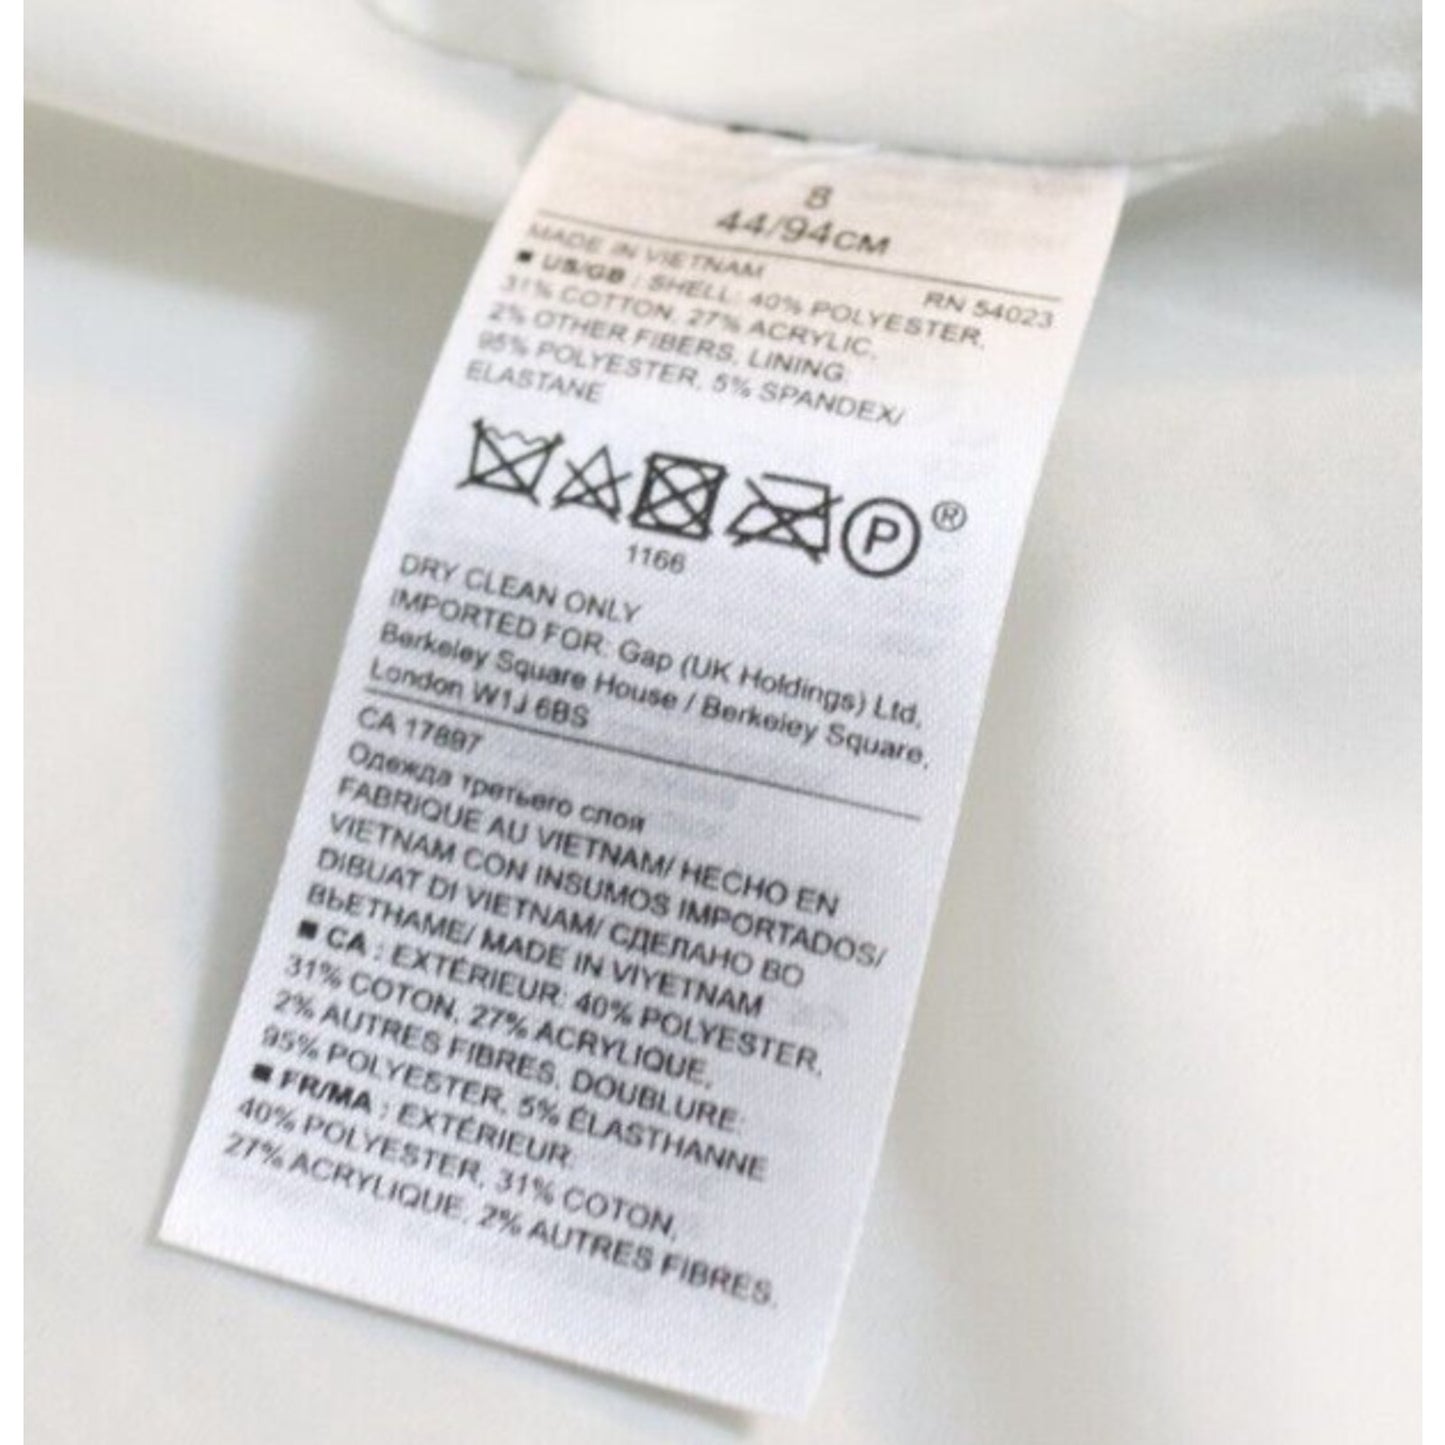 8
44/94CM
MADE IN VIETNAM
RN 54023
■ US/GB : SHELL: 40% POLYESTER,
31% COTTON, 27% ACRYLIC,
2% OTHER FIBERS, LINING:
95% POLYESTER, 5% SPANDEX/
ELASTANE
P ®
1166
DRY CLEAN ONLY
IMPORTED FOR: Gap (UK Holdings) Ltd,
Berkeley Square House / Berkeley Square,
London W1J 6BS
CA 17897
Одежда третьего слоя
FABRIQUE AU VIETNAM/ HECHO EN
VIETNAM CON INSUMOS IMPORTADOS/
DIBUAT DI VIETNAM/ СДЕЛАНО ВО
ВЬЕТНАМЕ/ MADE IN VIYETNAM
■ CA : EXTÉRIEUR: 40% POLYESTER,
31% COTON, 27% ACRYLIQUE,
2% AUTRES FIBRES, DOUBLURE:
95% POLYESTER, 5% ÉLASTHANNE
■ FR/MA : EXTÉRIEUR:
40% POLYESTER, 31% COTON,
27% ACRYLIQUE, 2% AUTRES FIBRES,